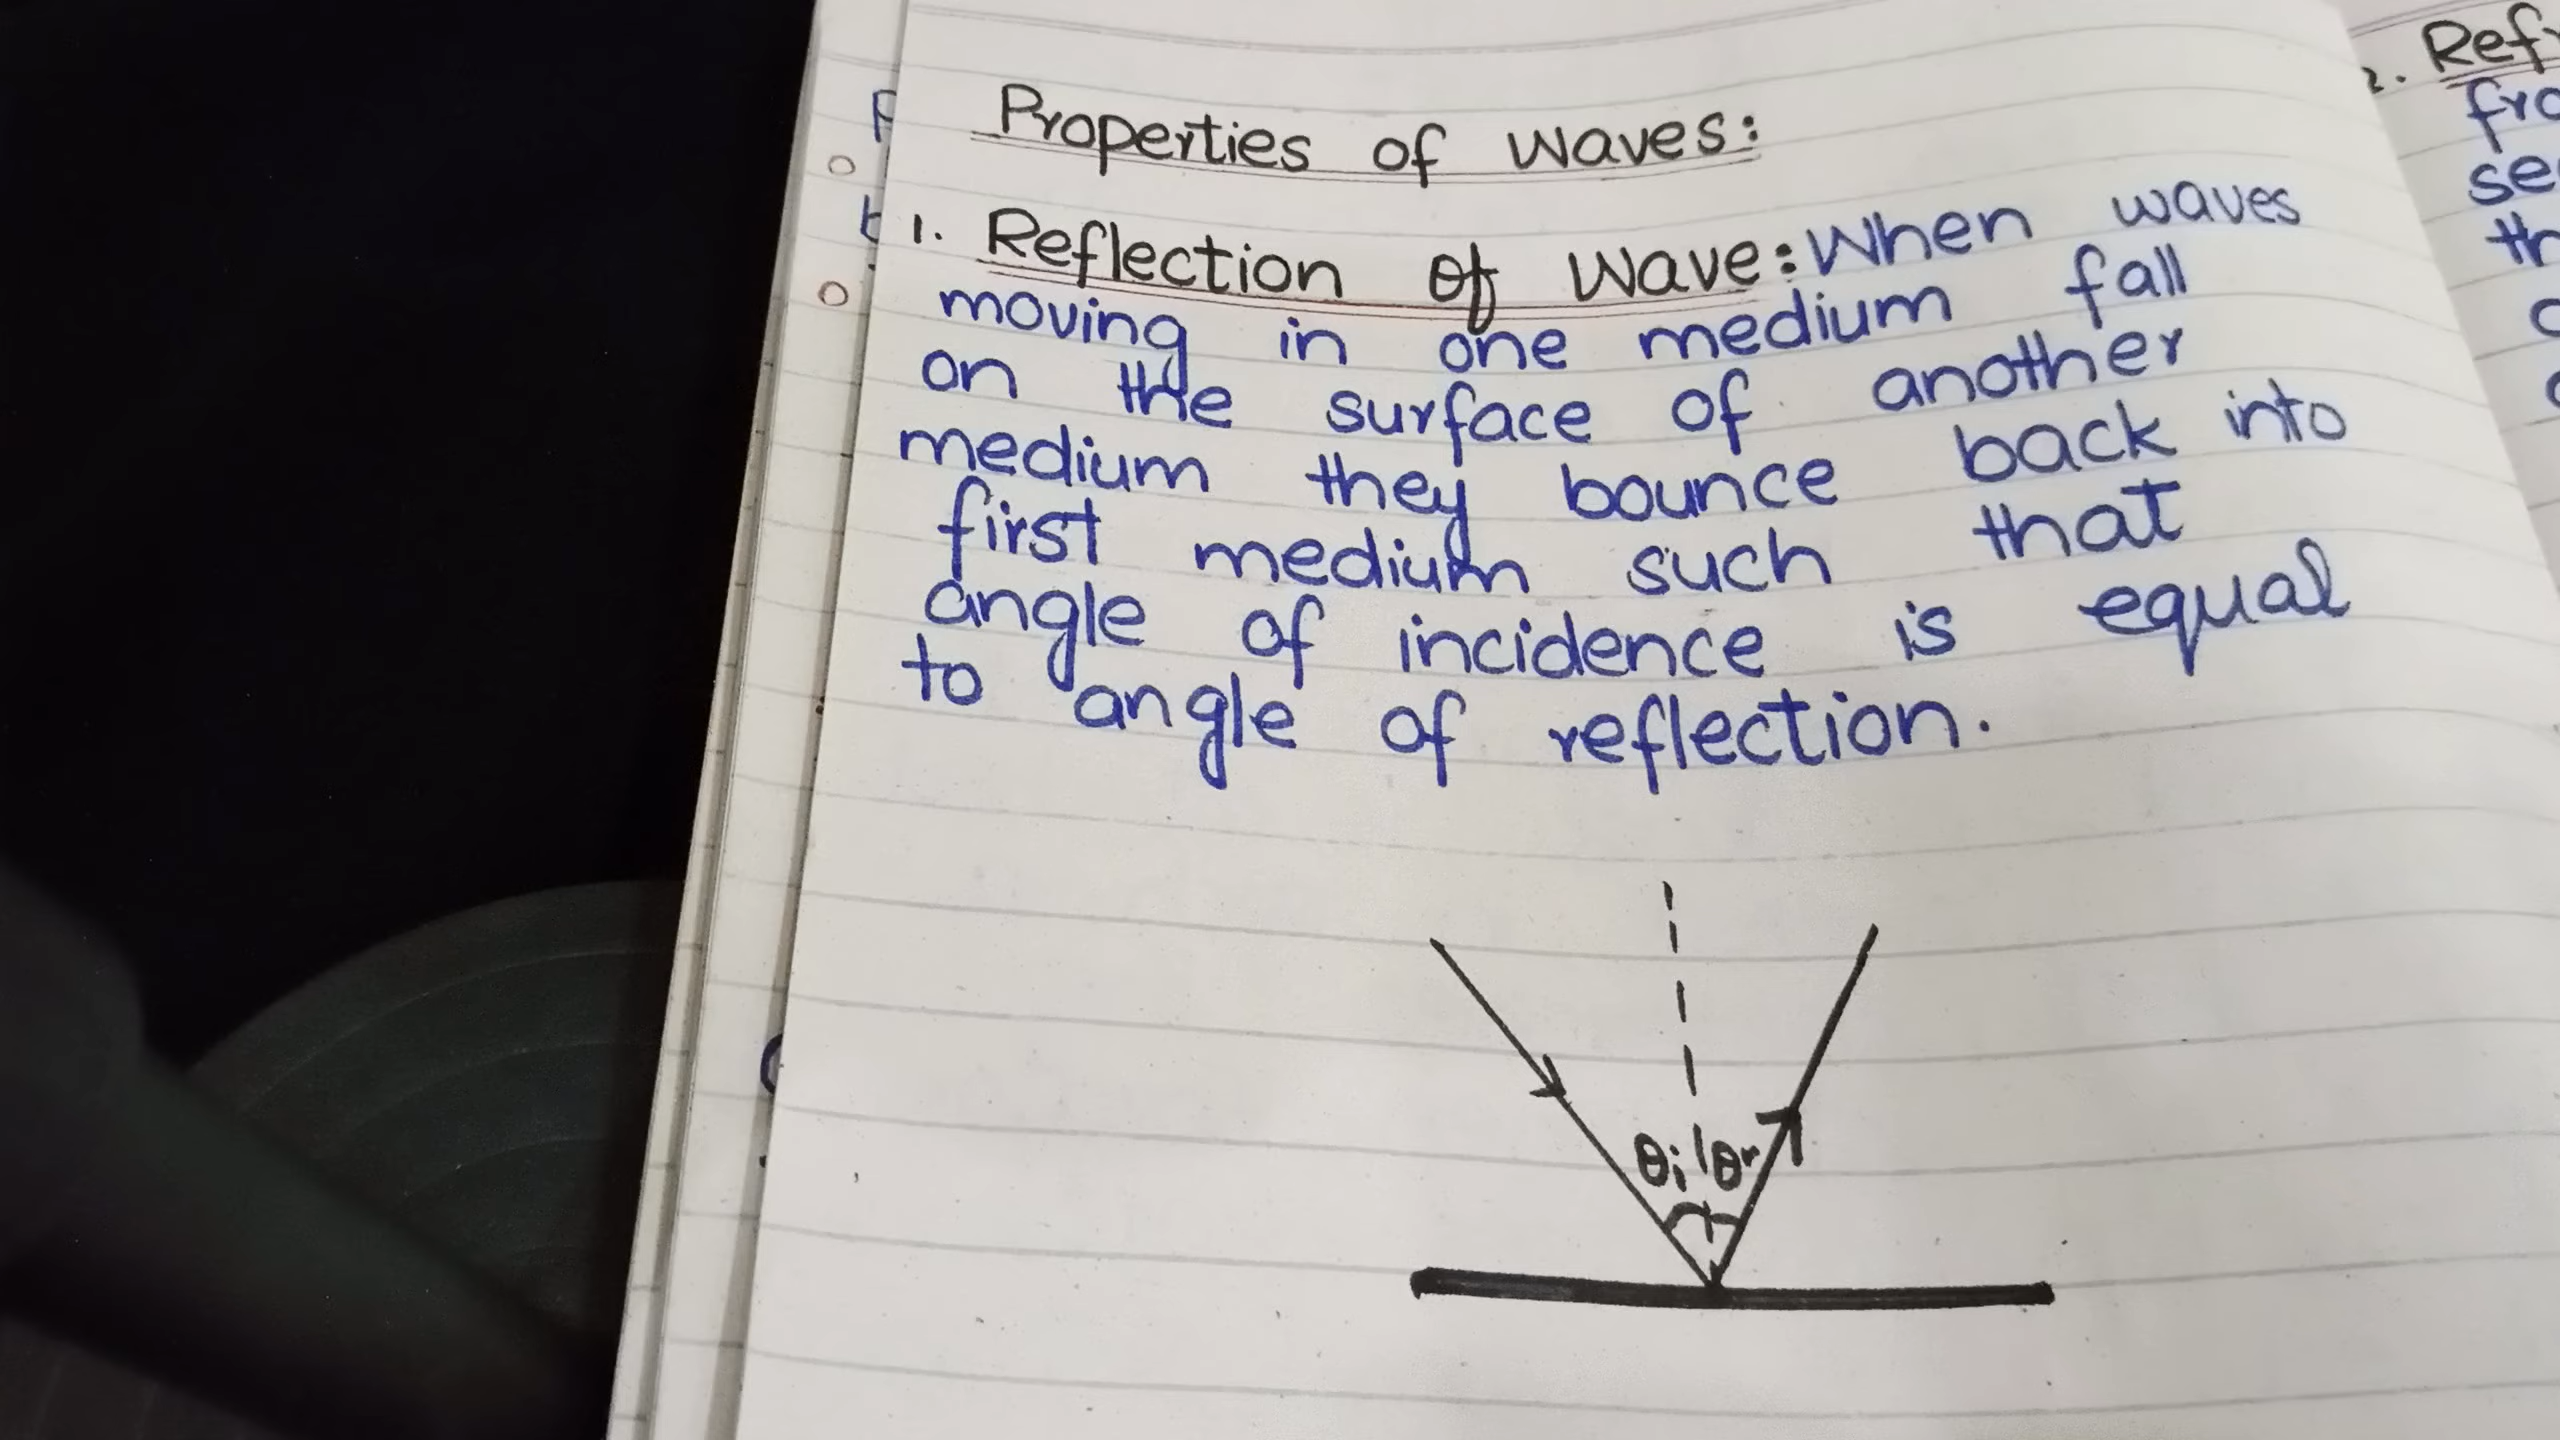 Properties of waves:
1. Reflection of wave: When waves
moving in one medium fall
on the surface of another
medium they bounce back into
first medium such that
angle of incidence is equal
to angle of reflection.
θi θr
2.